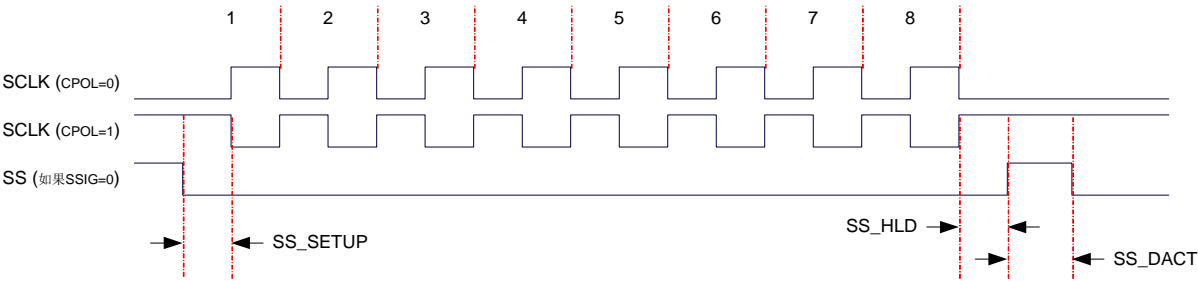 1 2 3 4 5 6 7 8
SCLK (CPOL=0)
SCLK (CPOL=1)
SS (如果SSIG=0)
SS_HLD
SS_SETUP
SS_DACT